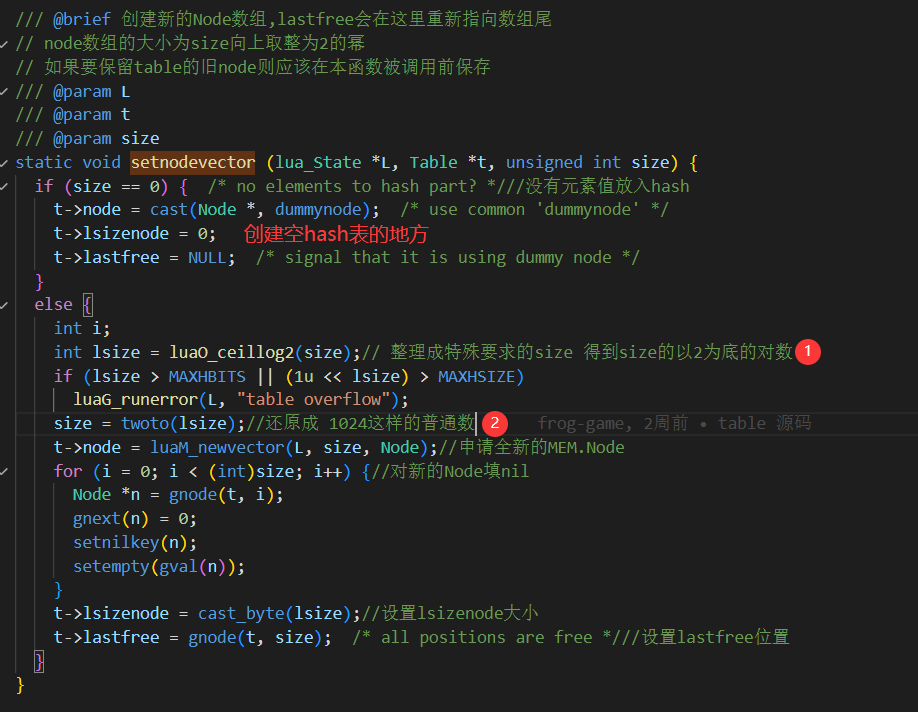 /// @brief 创建新的Node数组,lastfree会在这里重新指向数组尾
// node数组的大小为size向上取整为2的幂
// 如果要保留table的旧node则应该在本函数被调用前保存
/// @param L
/// @param t
/// @param size
static void setnodevector (lua_State *L, Table *t, unsigned int size) {
  if (size == 0) {  /* no elements to hash part? *///没有元素值放入hash
    t->node = cast(Node *, dummynode);  /* use common 'dummynode' */
    t->lsizenode = 0;   创建空hash表的地方
    t->lastfree = NULL;  /* signal that it is using dummy node */
  }
  else {
    int i;
    int lsize = luaO_ceillog2(size);// 整理成特殊要求的size 得到size的以2为底的对数 1
    if (lsize > MAXHBITS || (1u << lsize) > MAXHSIZE)
      luaG_runerror(L, "table overflow");
    size = twoto(lsize);//还原成 1024这样的普通数 2   frog-game, 2周前 • table 源码
    t->node = luaM_newvector(L, size, Node);//申请全新的MEM.Node
    for (i = 0; i < (int)size; i++) {//对新的Node填nil
      Node *n = gnode(t, i);
      gnext(n) = 0;
      setnilkey(n);
      setempty(gval(n));
    }
    t->lsizenode = cast_byte(lsize);//设置lsizenode大小
    t->lastfree = gnode(t, size);  /* all positions are free *///设置lastfree位置
  }
}